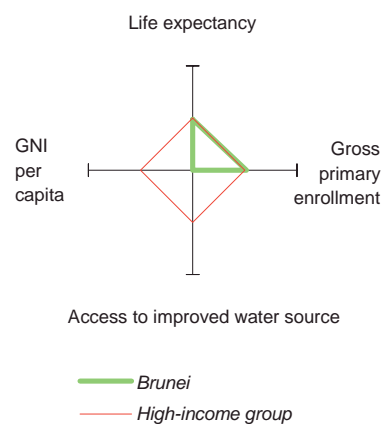 Life expectancy
GNI
per
capita
Gross
primary
enrollment
Access to improved water source
Brunei
High-income group